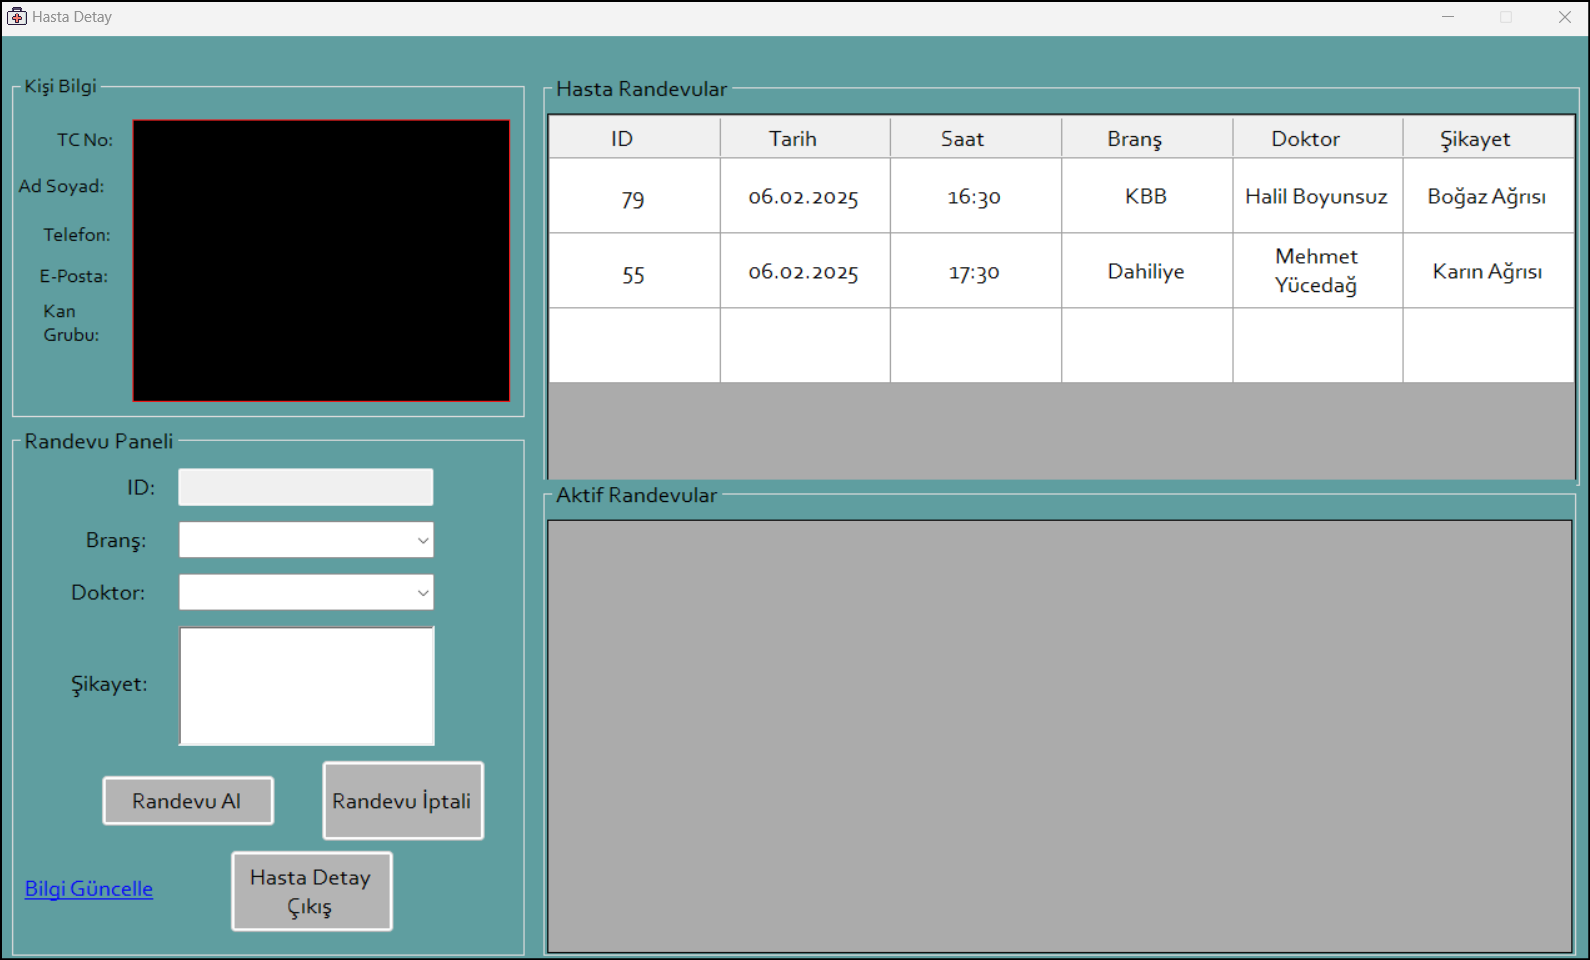 Hasta Detay
Kişi Bilgi
TC No:
Ad Soyad:
Telefon:
E-Posta:
Kan
Grubu:
Randevu Paneli
ID:
Branş:
Doktor:
Şikayet:
Randevu Al
Randevu İptali
Bilgi Güncelle
Hasta Detay
Çıkış
Hasta Randevular
ID Tarih Saat Branş Doktor Şikayet
79 06.02.2025 16:30 KBB Halil Boyunsuz Boğaz Ağrısı
55 06.02.2025 17:30 Dahiliye Mehmet Yücedağ Karın Ağrısı
Aktif Randevular